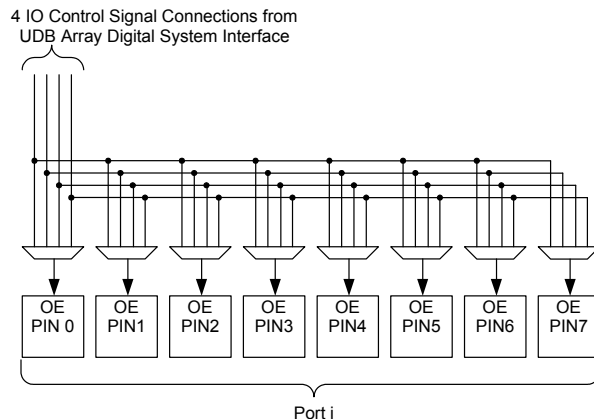 4 IO Control Signal Connections from
UDB Array Digital System Interface
OE
PIN 0
OE
PIN1
OE
PIN2
OE
PIN3
OE
PIN4
OE
PIN5
OE
PIN6
OE
PIN7
Port i